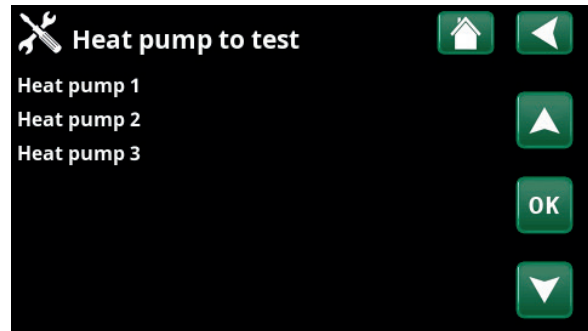 Heat pump to test
Heat pump 1
Heat pump 2
Heat pump 3
OK